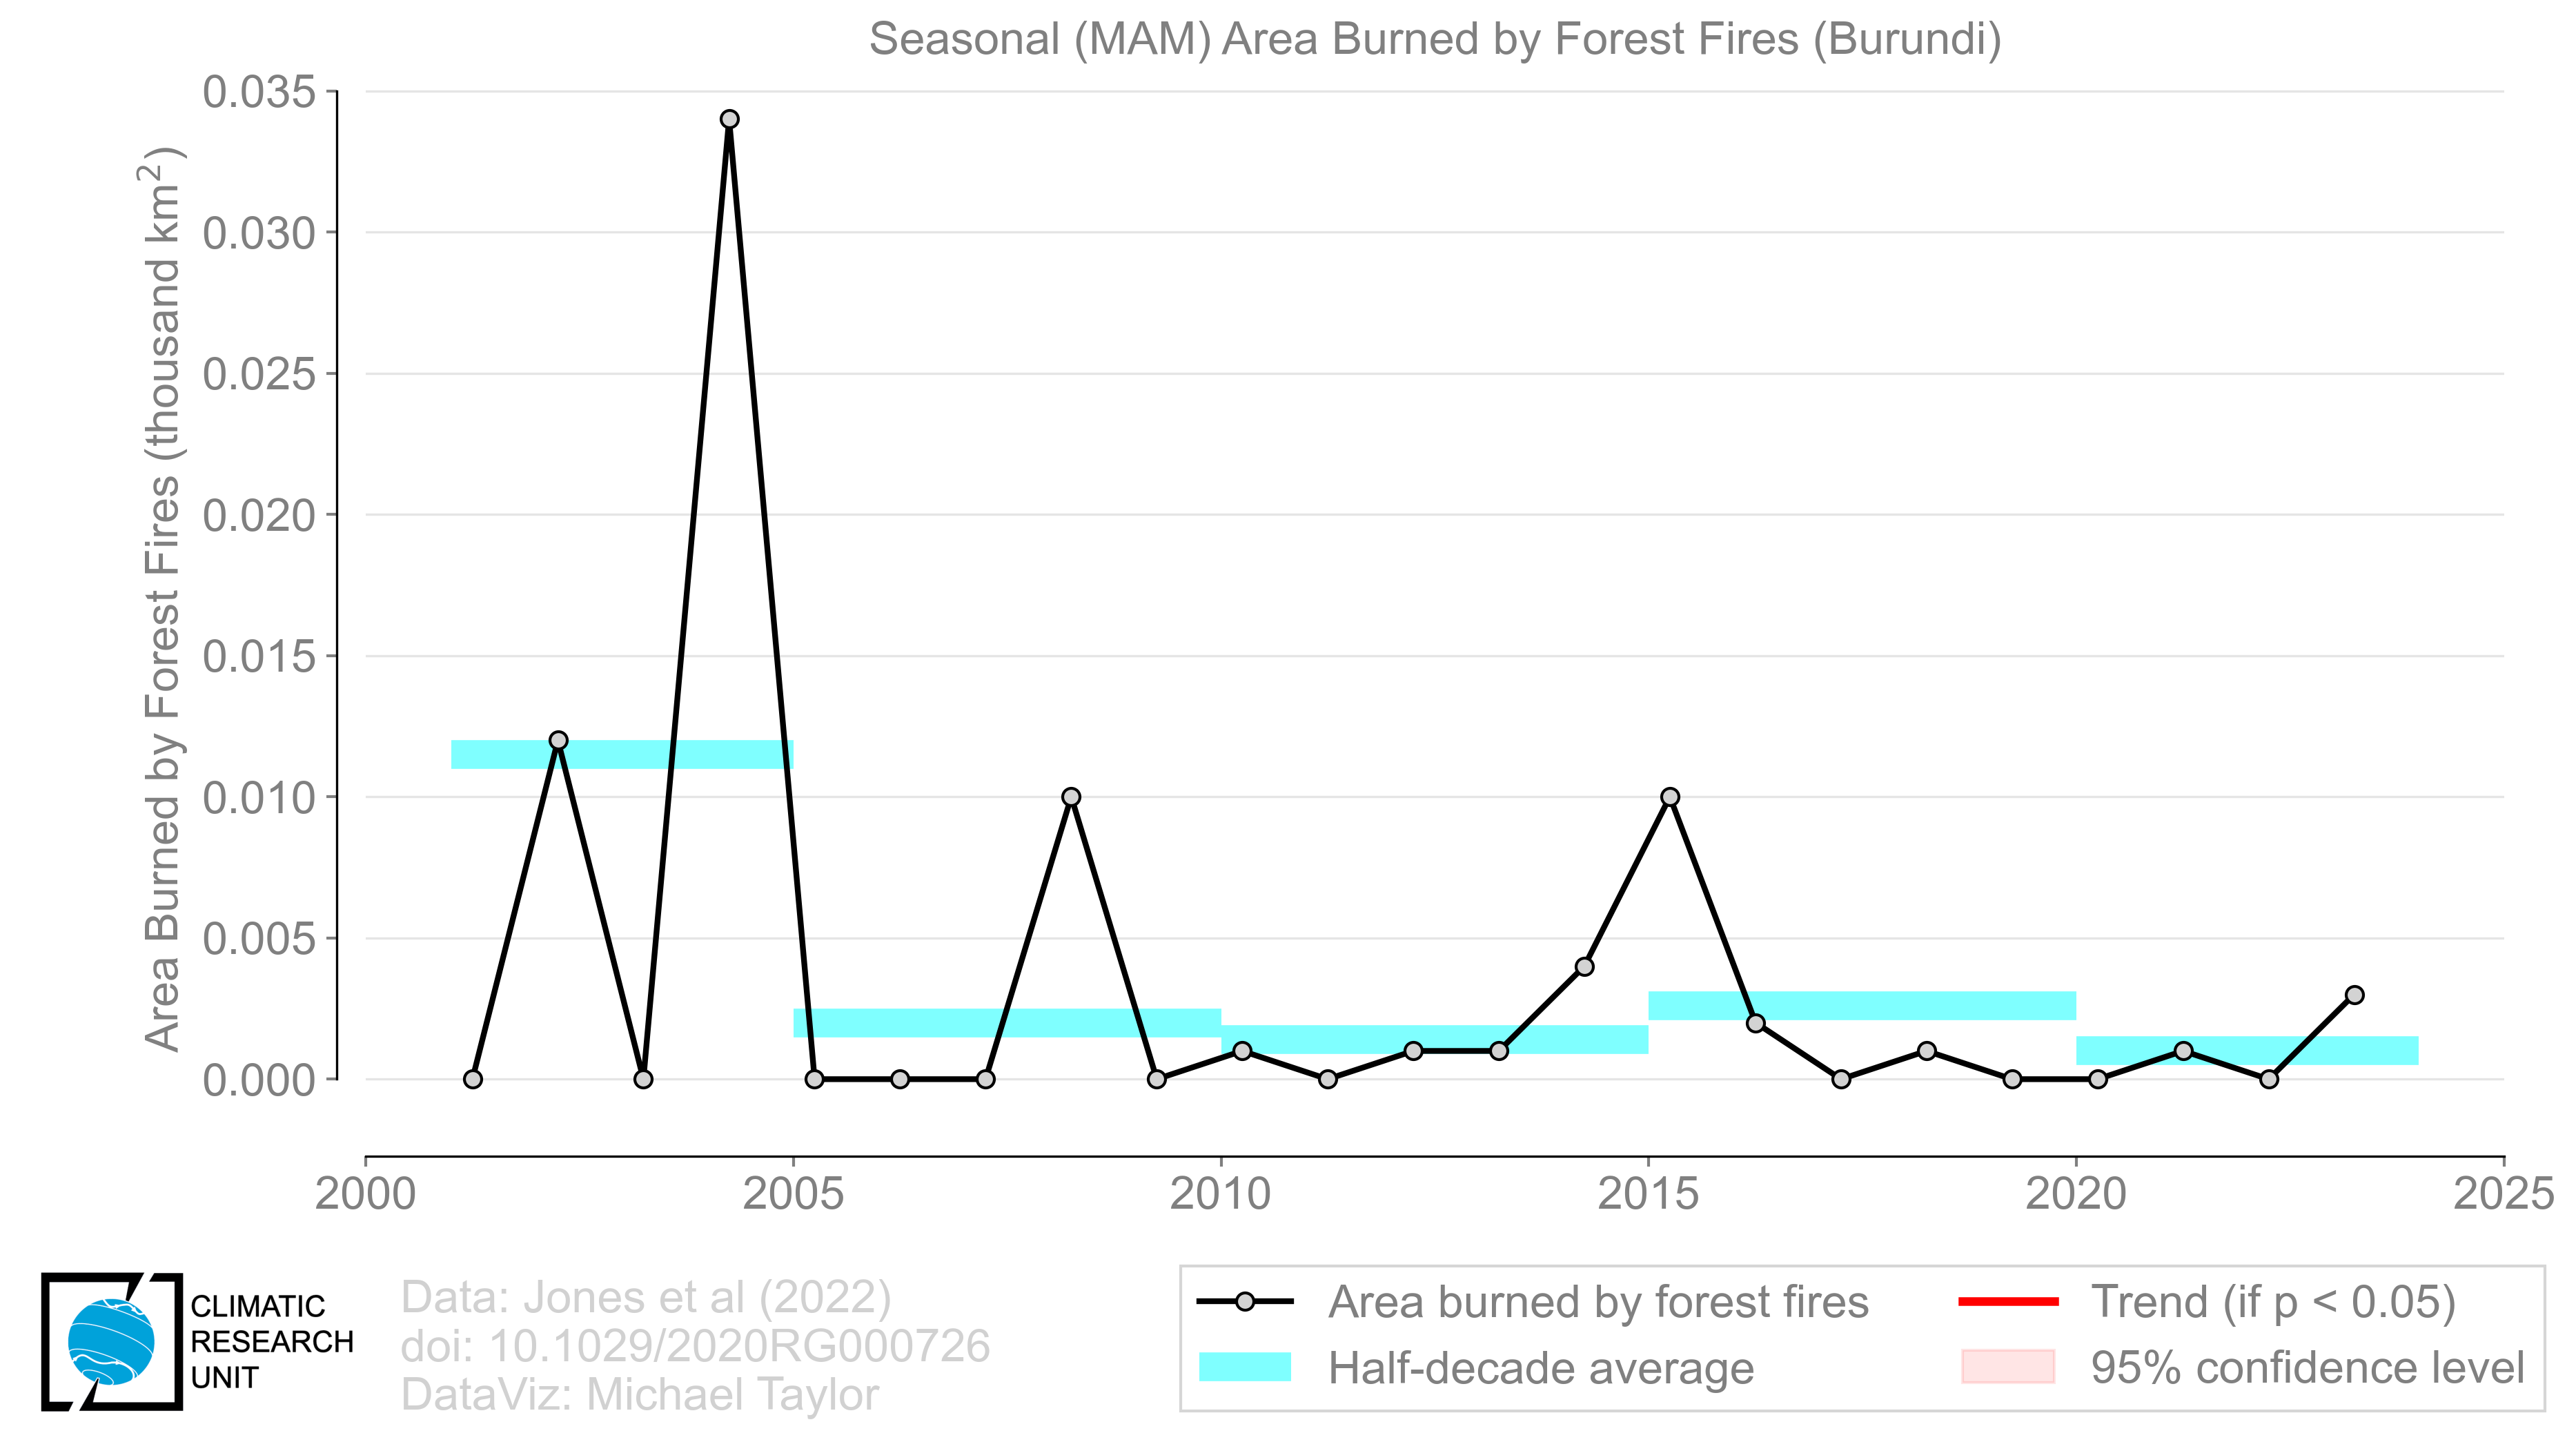 Seasonal (MAM) Area Burned by Forest Fires (Burundi)
Area Burned by Forest Fires (thousand km²)
0.035
0.030
0.025
0.020
0.015
0.010
0.005
0.000
2000 2005 2010 2015 2020 2025
CLIMATIC
RESEARCH
UNIT
Data: Jones et al (2022)
doi: 10.1029/2020RG000726
DataViz: Michael Taylor
Area burned by forest fires
Half-decade average
Trend (if p < 0.05)
95% confidence level